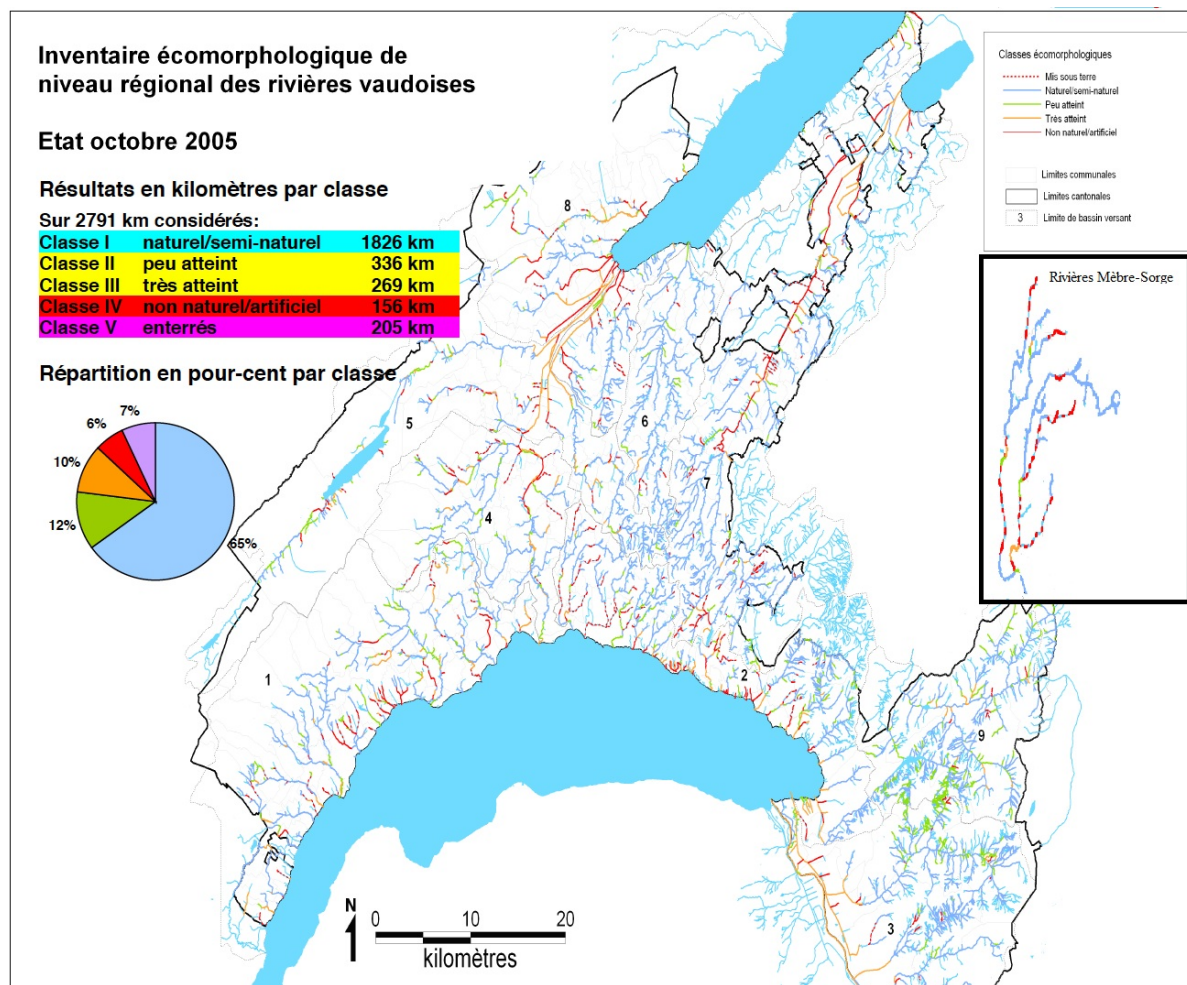 Inventaire écomorphologique de
niveau régional des rivières vaudoises
Etat octobre 2005
Résultats en kilomètres par classe
Sur 2791 km considérés:
Classe I naturel/semi-naturel 1826 km
Classe II peu atteint 336 km
Classe III très atteint 269 km
Classe IV non naturel/artificiel 156 km
Classe V enterrés 205 km
Répartition en pour-cent par classe
7%
6%
10%
12%
65%
Classes écomorphologiques
Mis sous terre
Naturel/semi-naturel
Peu atteint
Très atteint
Non naturel/artificiel
Limites communales
Limites cantonales
3 Limite de bassin versant
Rivières Mèbre-Sorge
8
5
6
7
4
1
2
9
3
N
0 10 20
kilomètres